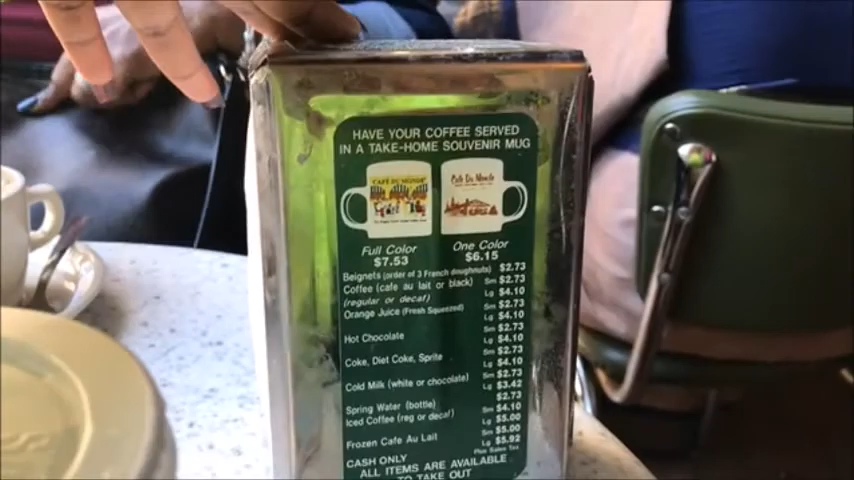 HAVE YOUR COFFEE SERVED
IN A TAKE-HOME SOUVENIR MUG
CAFE DU MONDE
Cafe Du Monde
Full Color
$7.53
One Color
$6.15
Beignets (order of 3 French doughnuts) $2.73
Coffee (cafe au lait or black) Sm $2.73
(regular or decaf) Lg $4.10
Orange Juice (Fresh Squeezed) Sm $2.73
Lg $4.10
Hot Chocolate Sm $2.73
Lg $4.10
Coke, Diet Coke, Sprite Sm $2.73
Lg $4.10
Cold Milk (white or chocolate) Sm $2.73
Lg $3.42
Spring Water (bottle) $2.73
Iced Coffee (reg or decaf) Sm $4.10
Lg $5.00
Frozen Cafe Au Lait Sm $5.00
Lg $5.92
Plus Sales Tax
CASH ONLY
ALL ITEMS ARE AVAILABLE
TO TAKE OUT